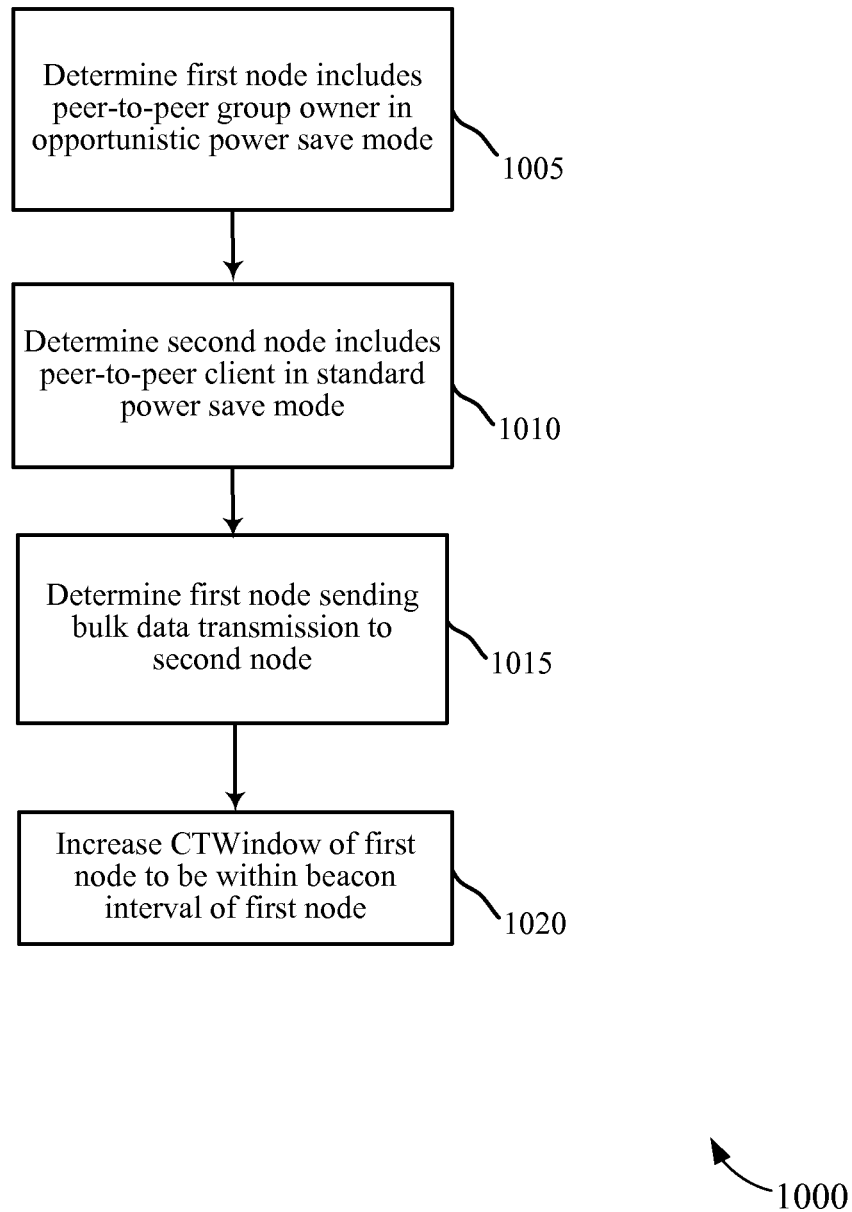 Determine first node includes
peer-to-peer group owner in
opportunistic power save mode
1005
Determine second node includes
peer-to-peer client in standard
power save mode
1010
Determine first node sending
bulk data transmission to
second node
1015
Increase CTWindow of first
node to be within beacon
interval of first node
1020
1000